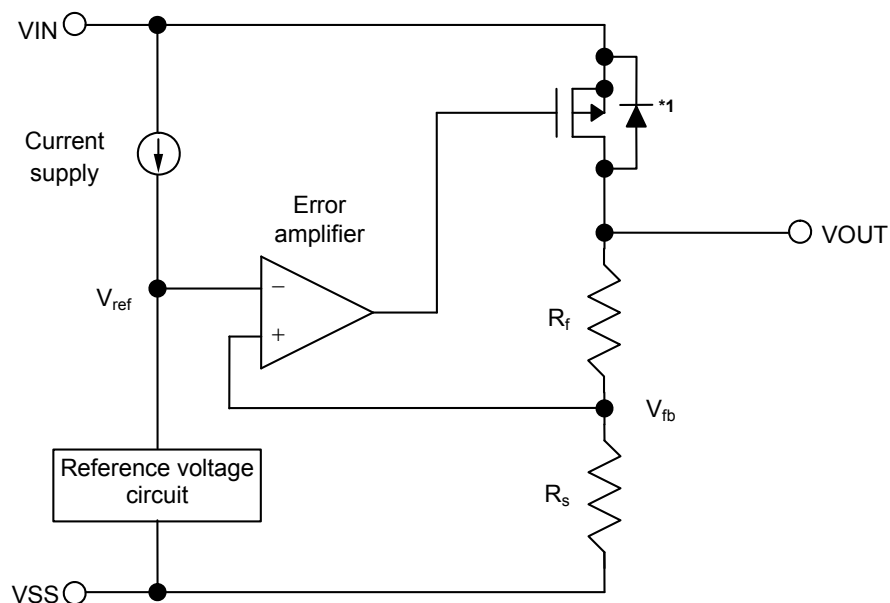 VIN
*1
Current
supply
Error
amplifier
VOUT
Vref
−
+
Rf
Vfb
Reference voltage
circuit
Rs
VSS